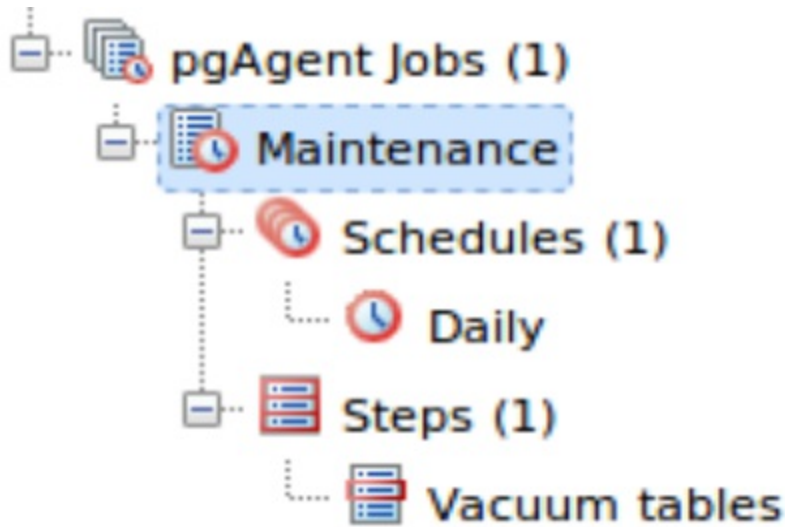 pgAgent Jobs (1)
Maintenance
Schedules (1)
Daily
Steps (1)
Vacuum tables